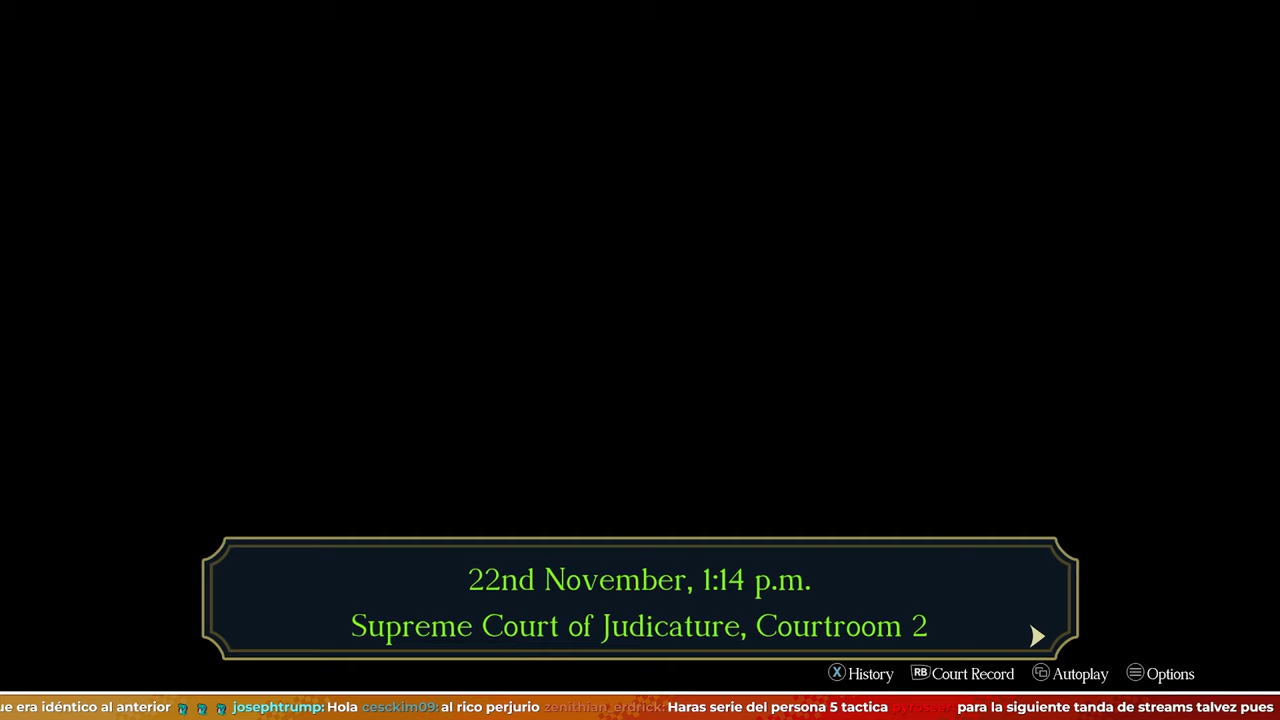 22nd November, 1:14 p.m.
Supreme Court of Judicature, Courtroom 2
X History RB Court Record Autoplay Options
ue era idéntico al anterior josephtrump: Hola cesckim09: al rico perjurio zenithian_erdrick: Haras serie del persona 5 tactica para la siguiente tanda de streams talvez pues